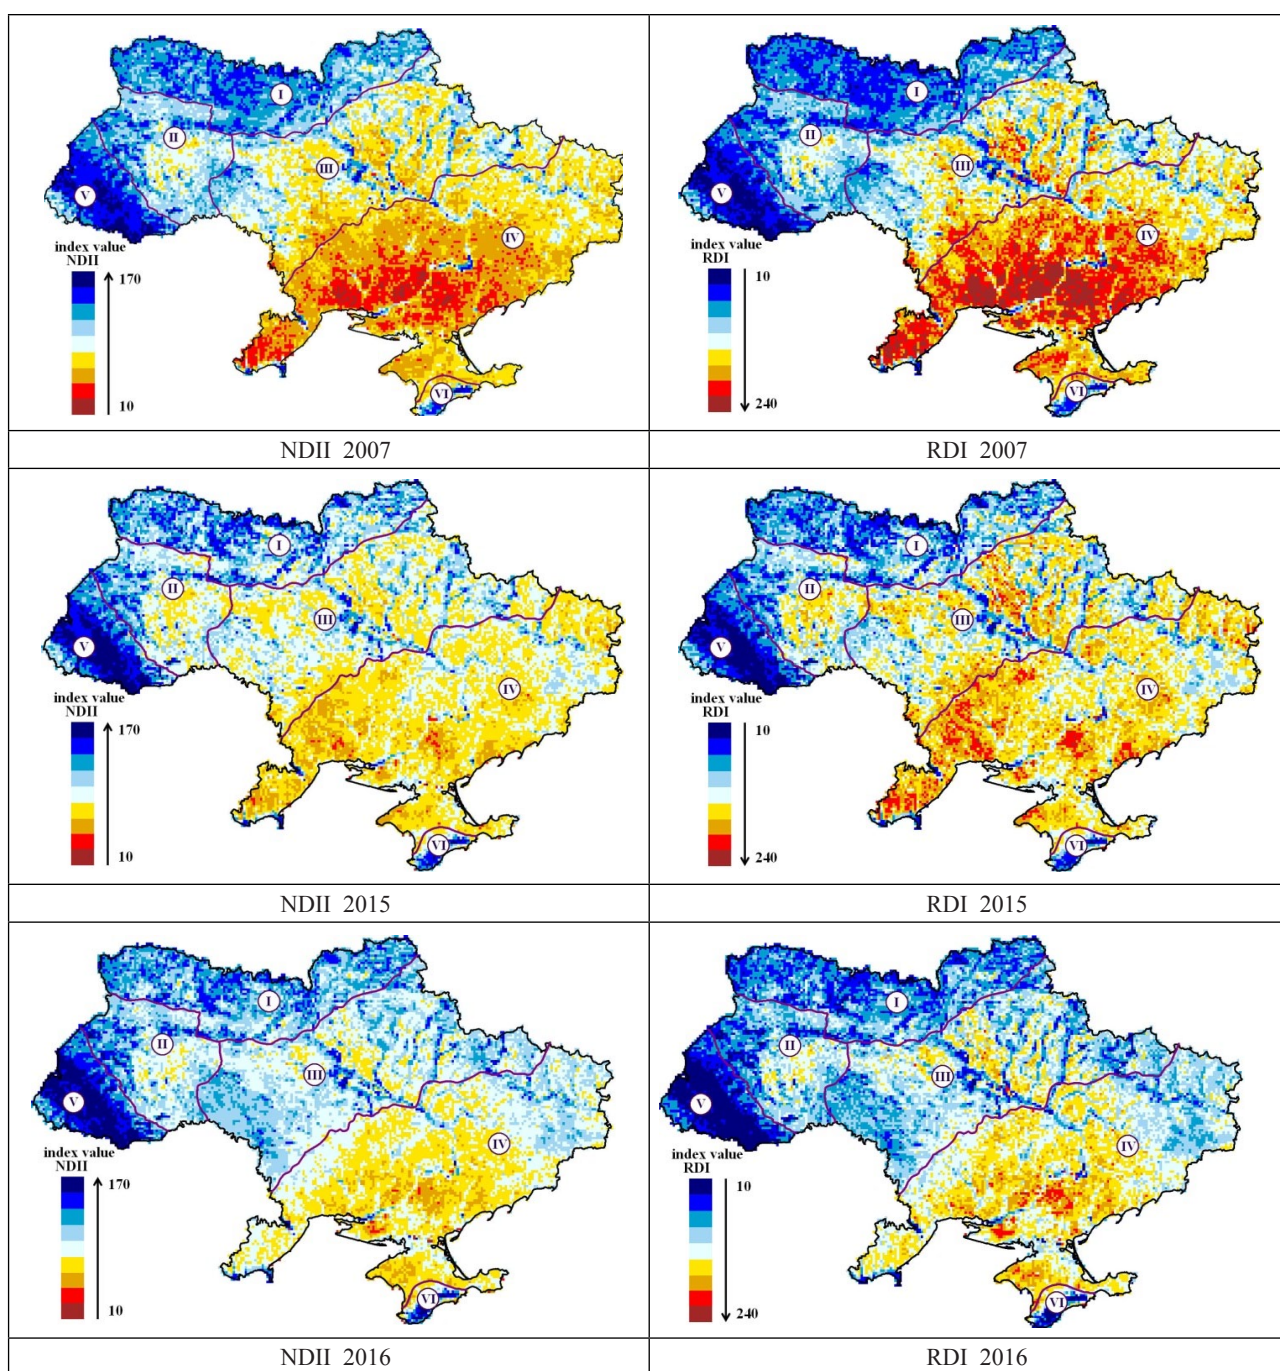 I
II
III
V
IV
VI
index value
NDII
170
10
NDII 2007
I
II
III
V
IV
VI
index value
RDI
10
240
RDI 2007
I
II
III
V
IV
VI
index value
NDII
170
10
NDII 2015
I
II
III
V
IV
VI
index value
RDI
10
240
RDI 2015
I
II
III
V
IV
VI
index value
NDII
170
10
NDII 2016
I
II
III
V
IV
VI
index value
RDI
10
240
RDI 2016